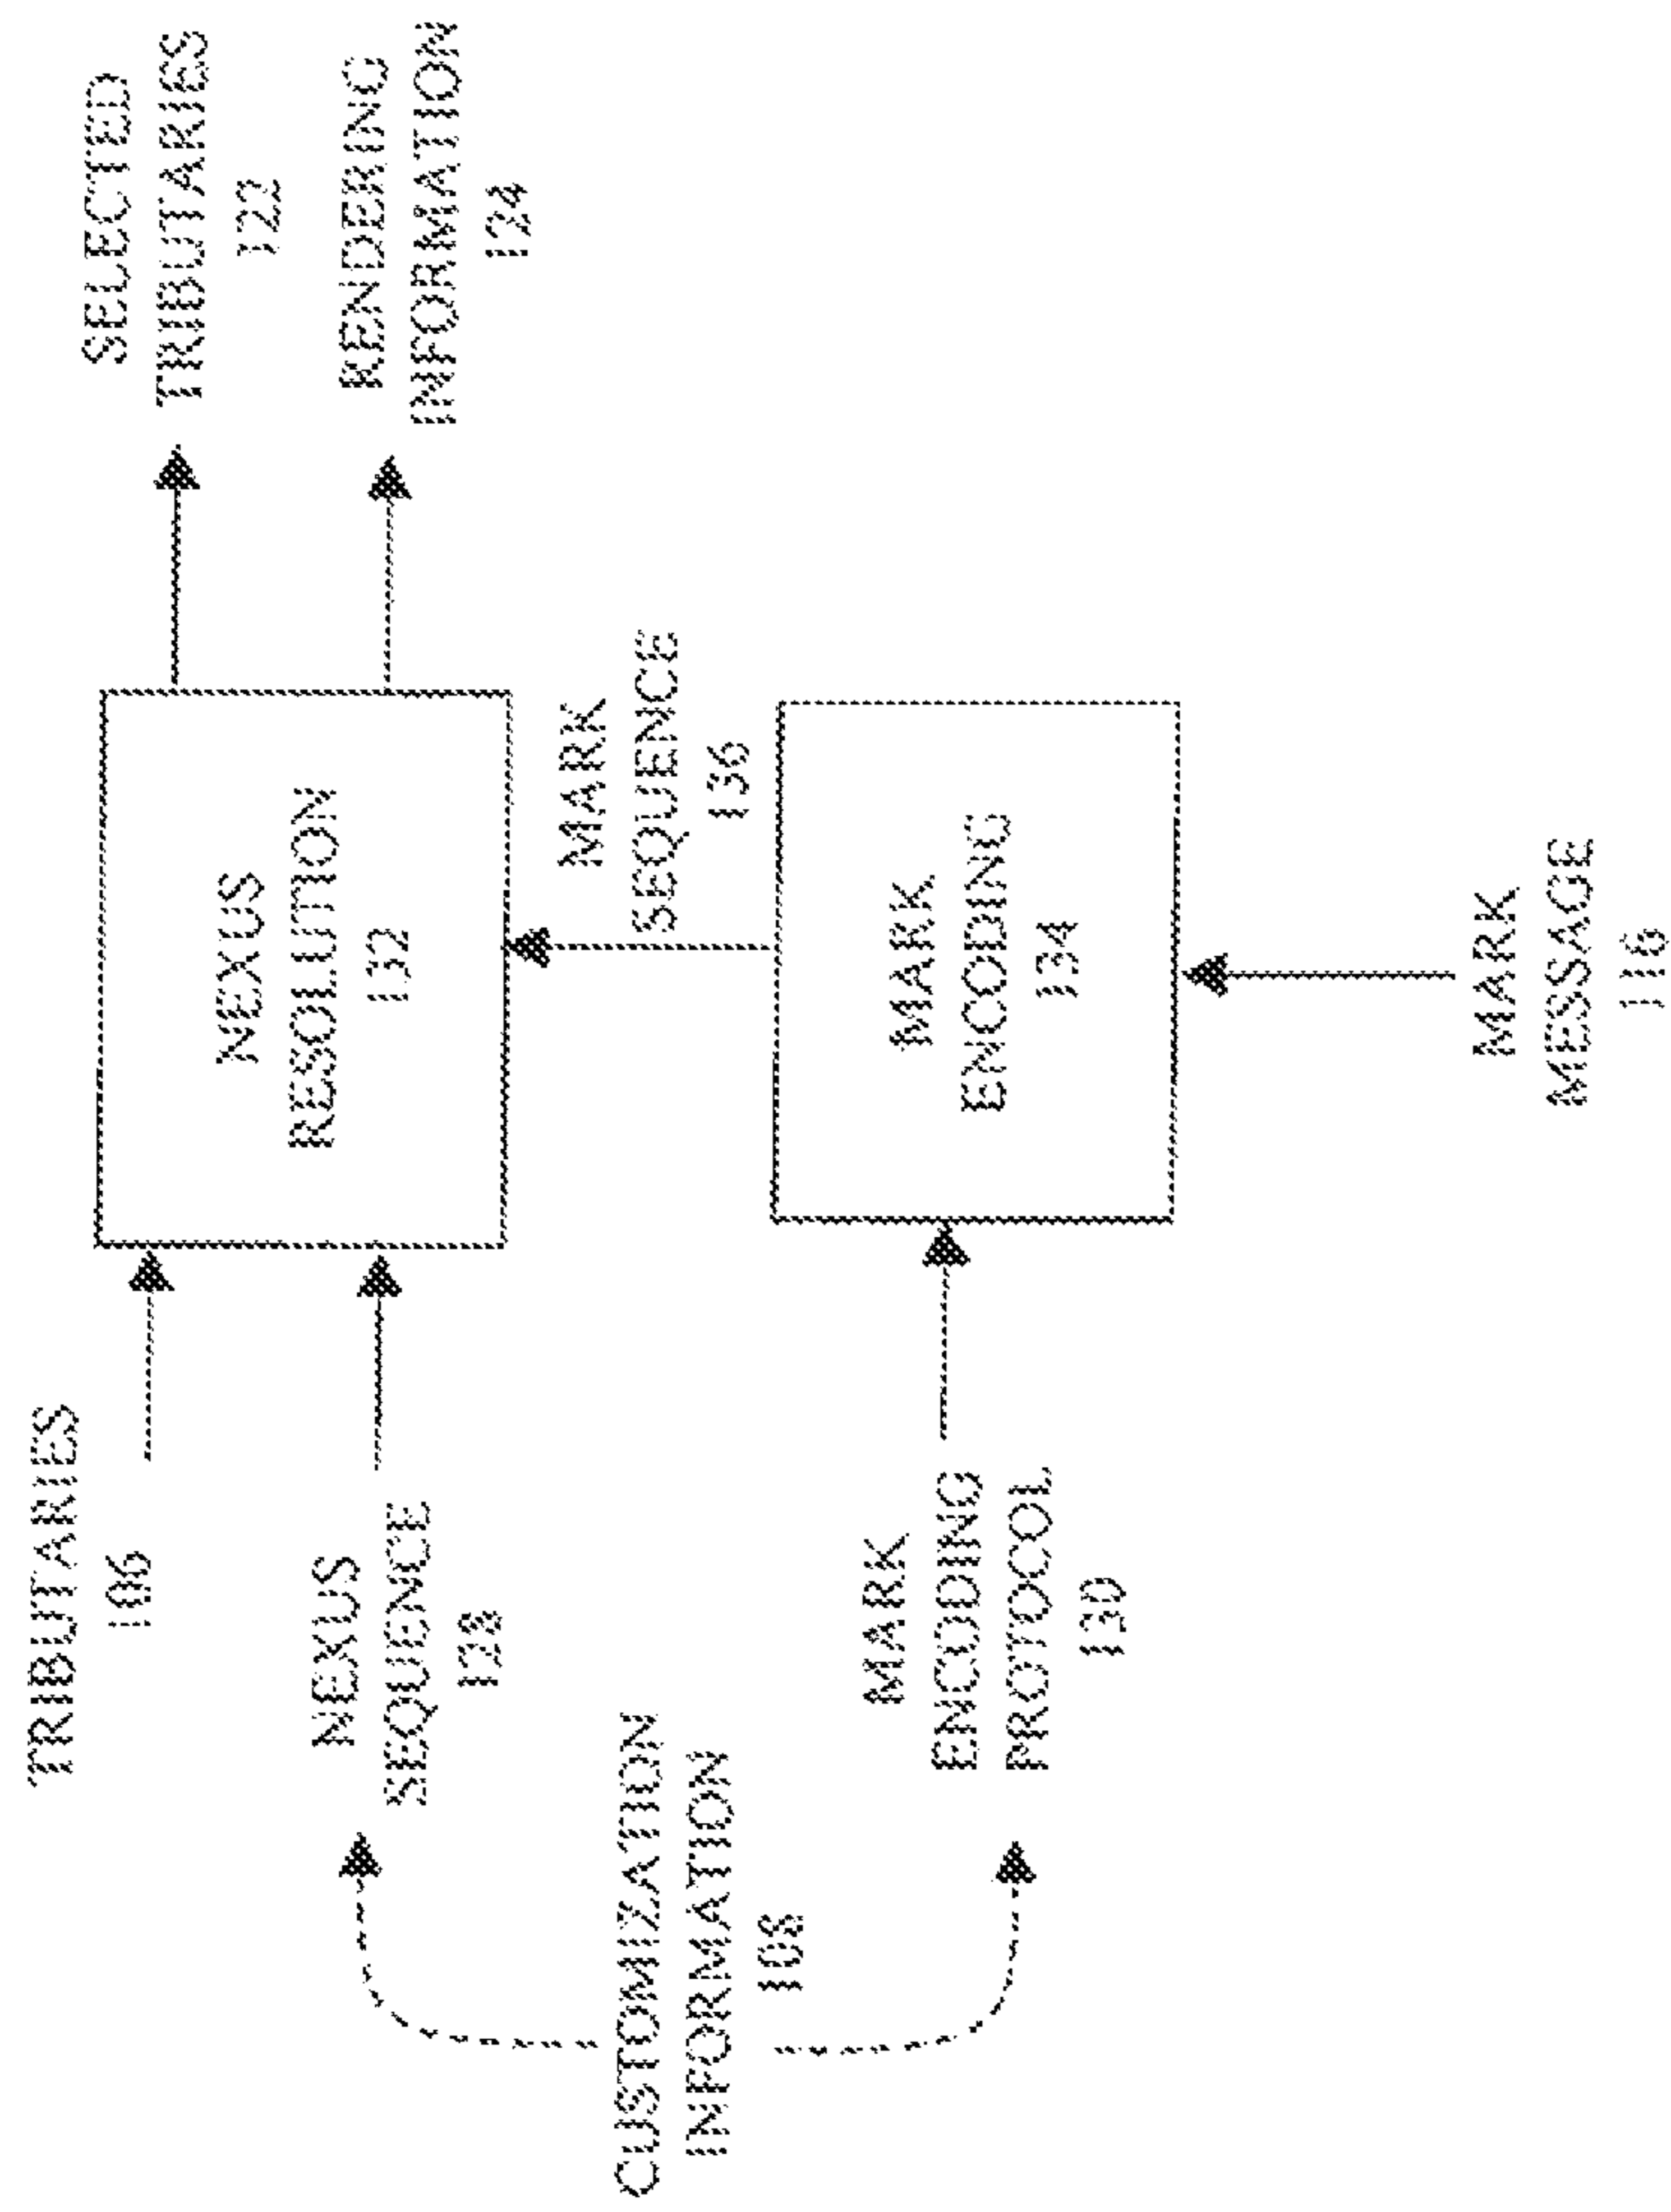 TRIBUTARIES
106
NEXUS
SEQUENCE
128
CUSTOMIZATION
INFORMATION
108
MARK
ENCODING
PROTOCOL
130
NEXUS
RESOLUTION
132
MARK
SEQUENCE
136
MARK
ENCODING
134
MARK
MESSAGE
116
SELECTED
TRIBUTARIES
122
RENDERING
INFORMATION
124